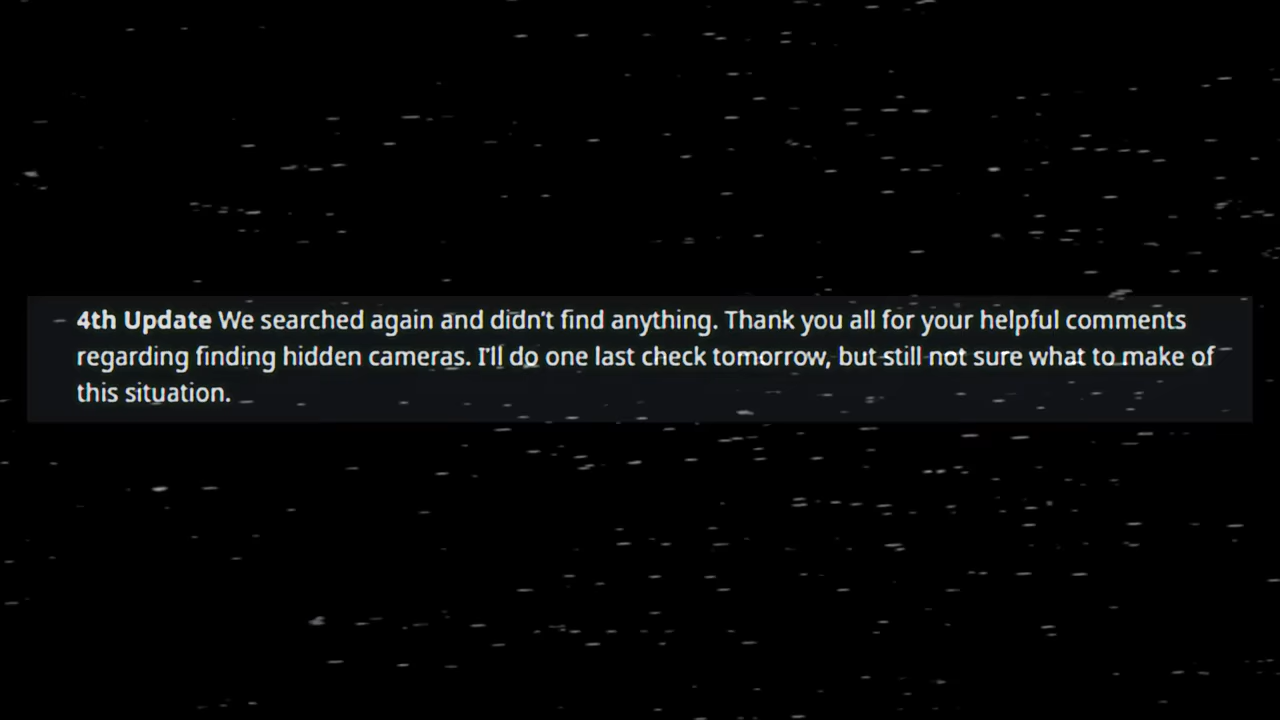 4th Update We searched again and didn't find anything. Thank you all for your helpful comments
regarding finding hidden cameras. I'll do one last check tomorrow, but still not sure what to make of
this situation.